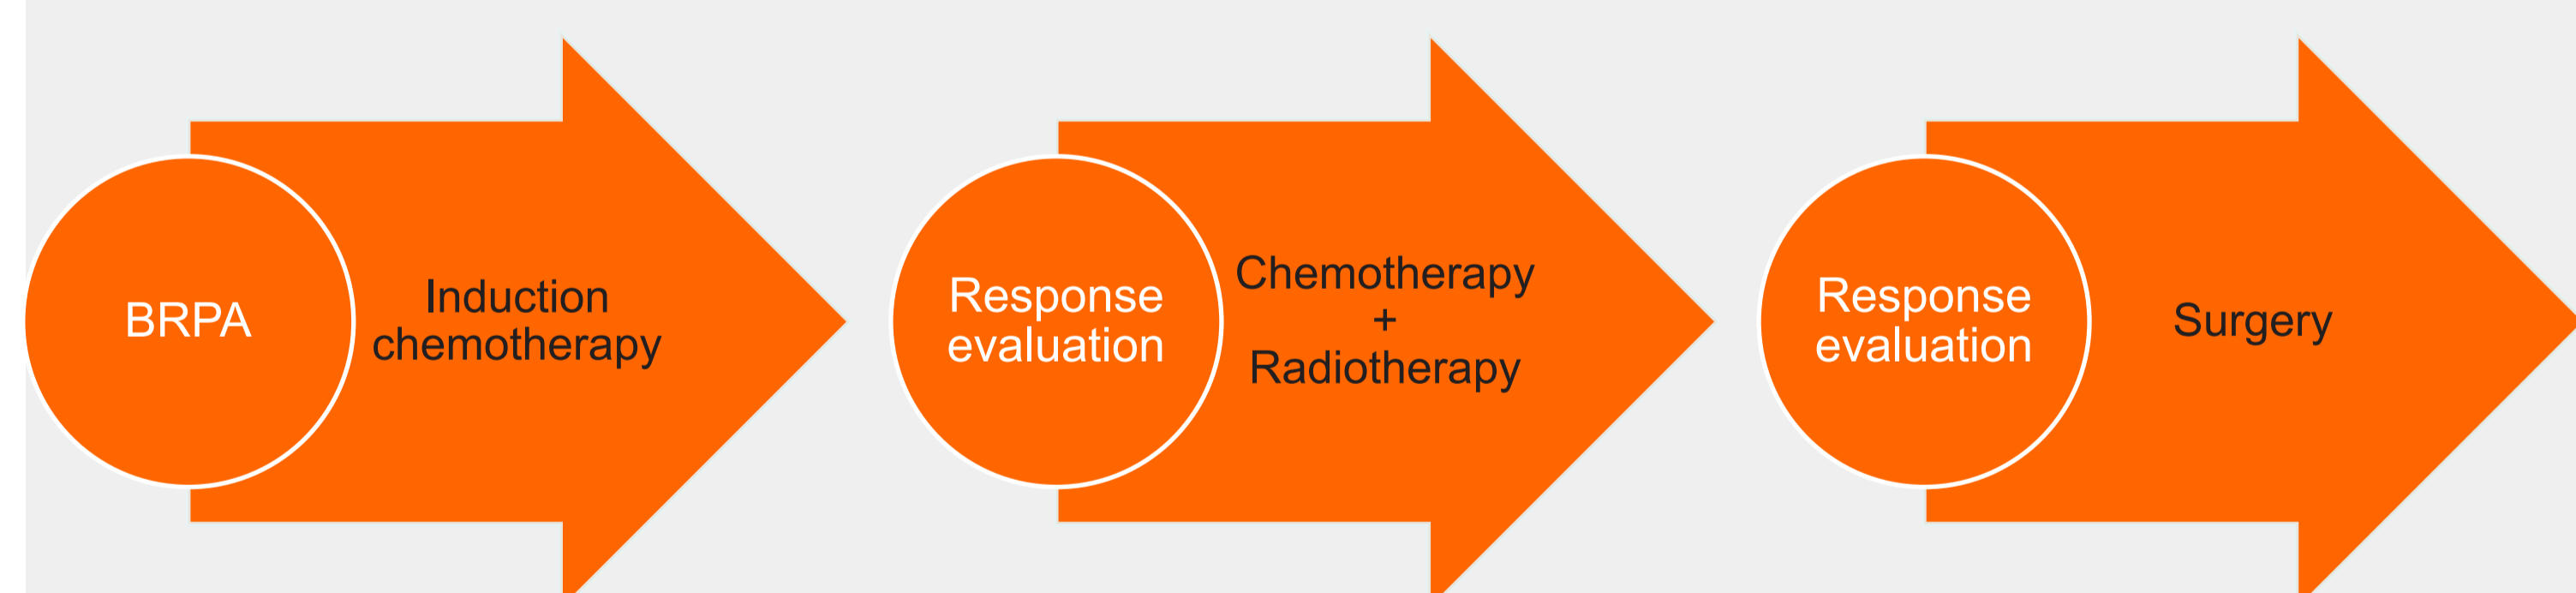 BRPA
Induction
chemotherapy
Response
evaluation
Chemotherapy
+
Radiotherapy
Response
evaluation
Surgery